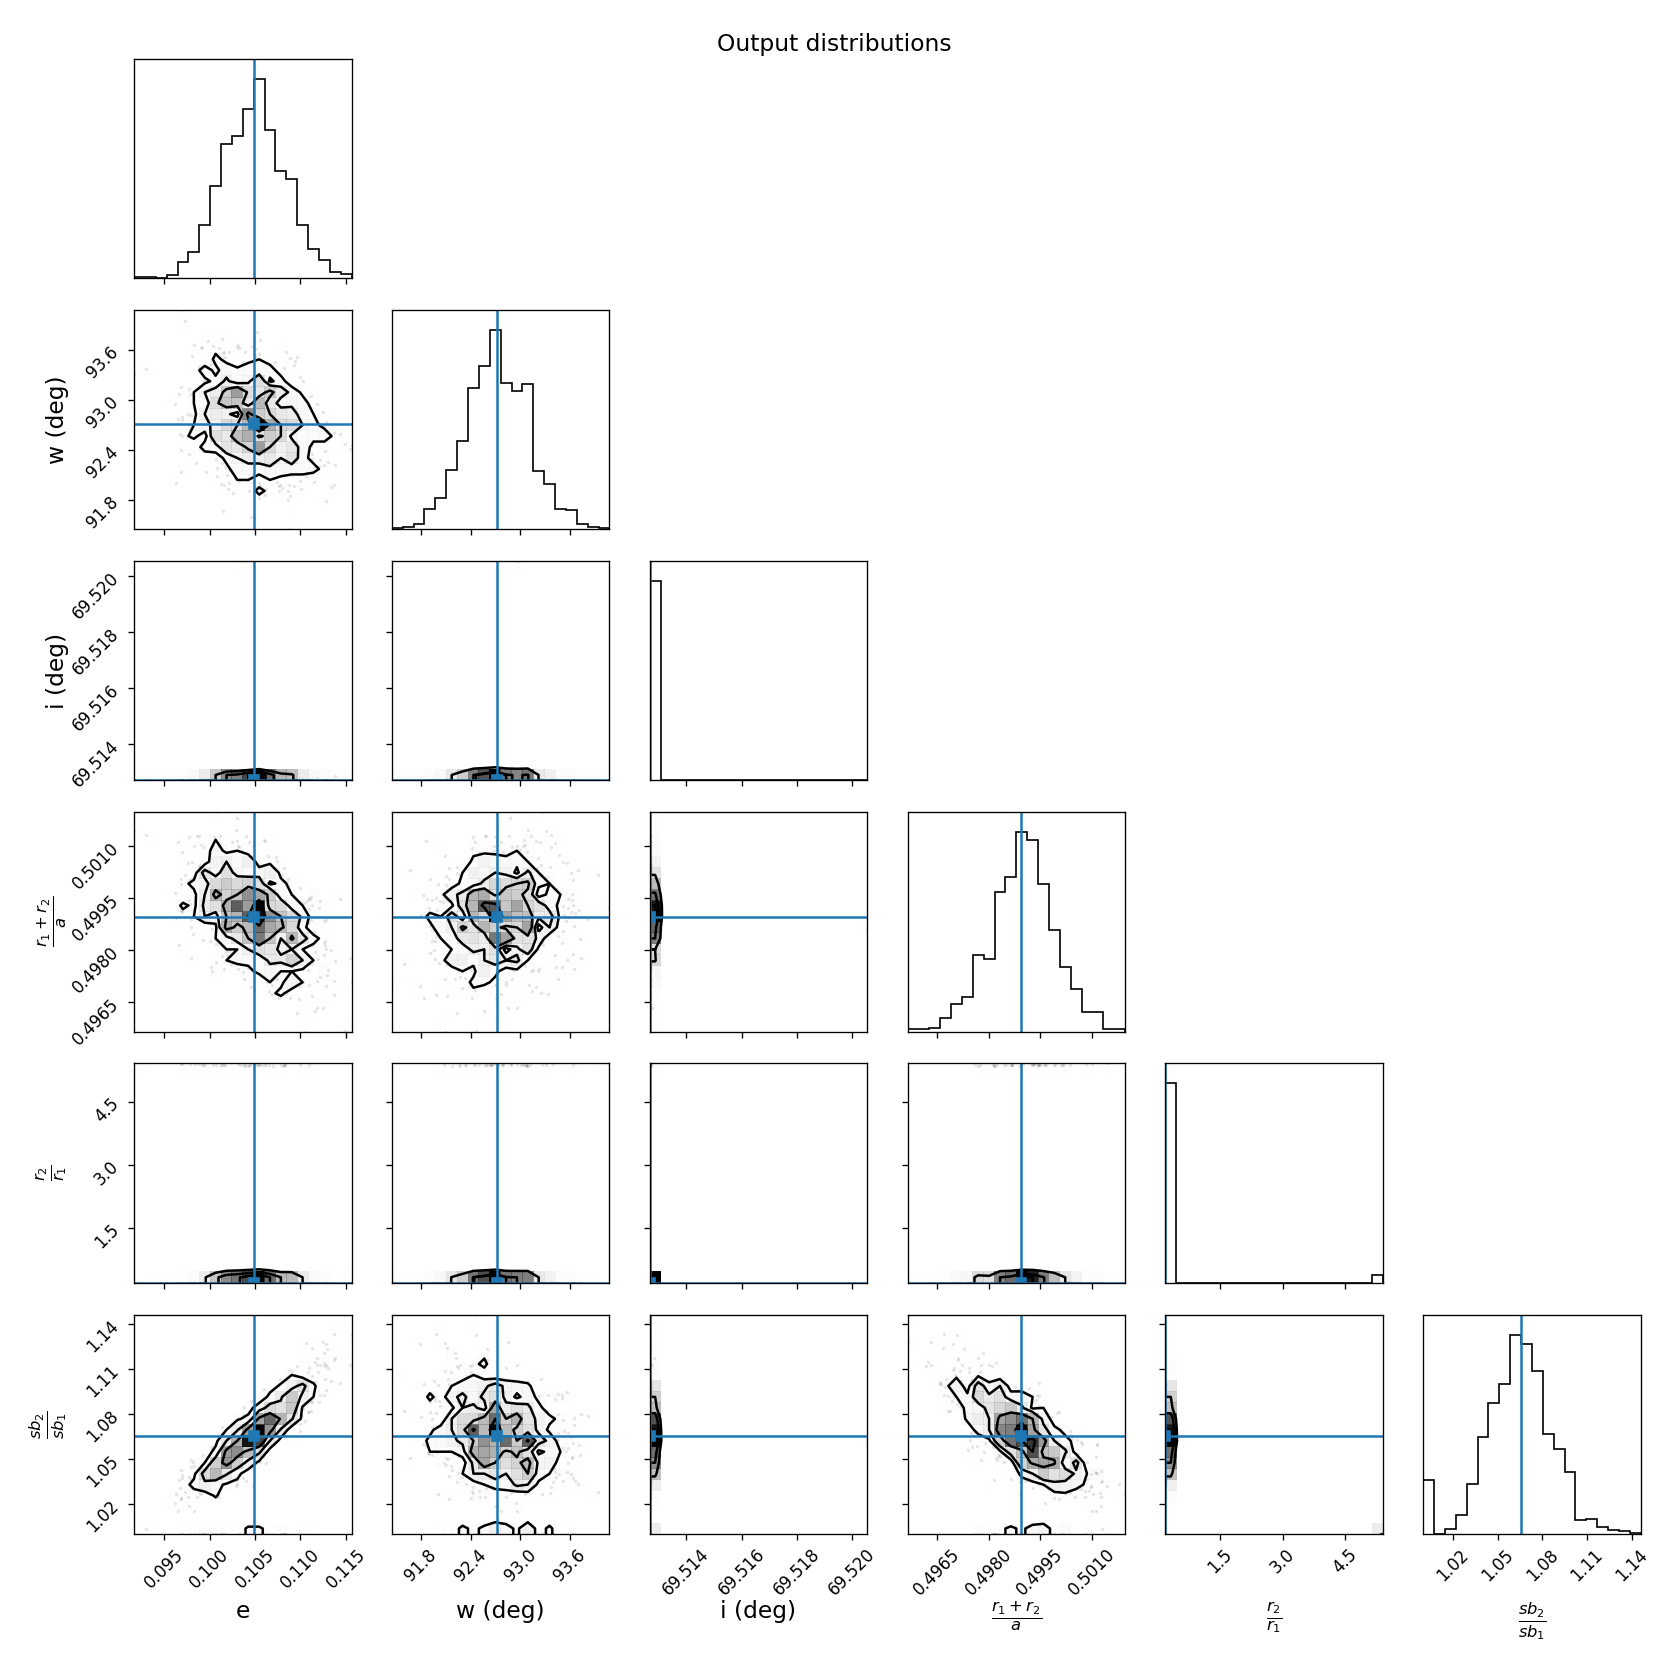 Output distributions
93.6
93.0
92.4
91.8
w (deg)
69.520
69.518
69.516
69.514
i (deg)
0.5010
0.4995
0.4980
0.4965
r₁ + r₂
a
4.5
3.0
1.5
r₂
r₁
1.14
1.11
1.08
1.05
1.02
sb₂
sb₁
0.095 0.100 0.105 0.110 0.115
91.8 92.4 93.0 93.6
69.514 69.516 69.518 69.520
0.4965 0.4980 0.4995 0.5010
1.5 3.0 4.5
1.02 1.05 1.08 1.11 1.14
e
w (deg)
i (deg)
r₁ + r₂
a
r₂
r₁
sb₂
sb₁